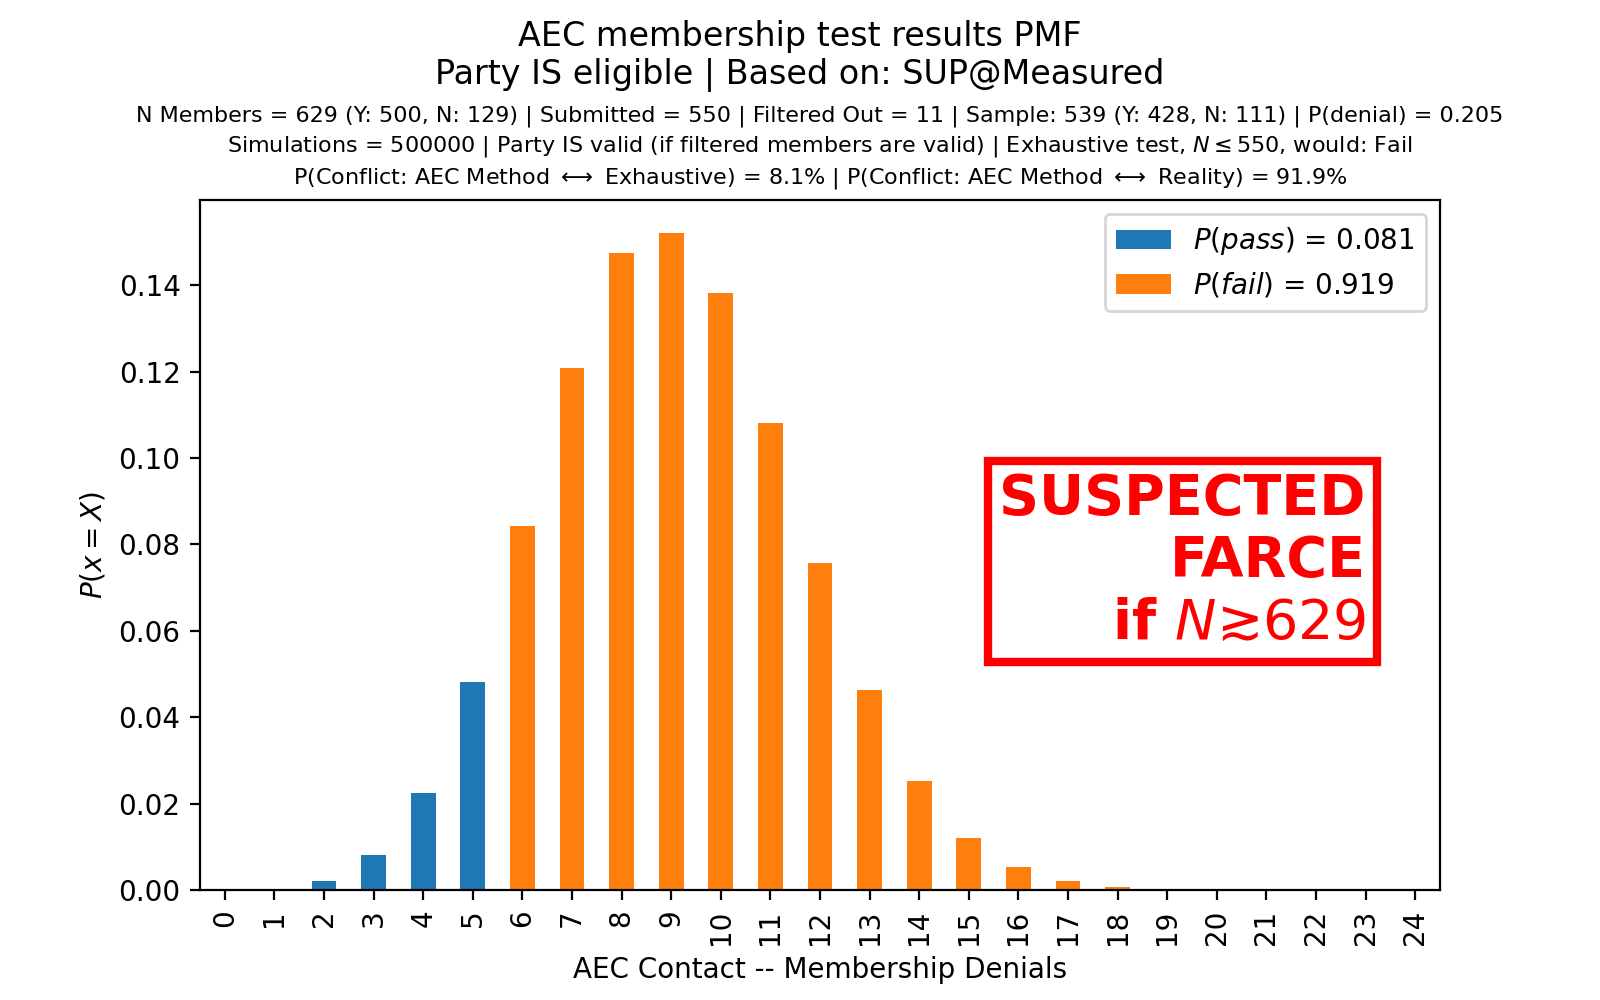 AEC membership test results PMF
Party IS eligible | Based on: SUP@Measured
N Members = 629 (Y: 500, N: 129) | Submitted = 550 | Filtered Out = 11 | Sample: 539 (Y: 428, N: 111) | P(denial) = 0.205
Simulations = 500000 | Party IS valid (if filtered members are valid) | Exhaustive test, N ≤ 550, would: Fail
P(Conflict: AEC Method ⟷ Exhaustive) = 8.1% | P(Conflict: AEC Method ⟷ Reality) = 91.9%
P(pass) = 0.081
P(fail) = 0.919
0.14
0.12
0.10
0.08
0.06
0.04
0.02
0.00
P(x = X)
SUSPECTED
FARCE
if N≳629
0 1 2 3 4 5 6 7 8 9 10 11 12 13 14 15 16 17 18 19 20 21 22 23 24
AEC Contact -- Membership Denials